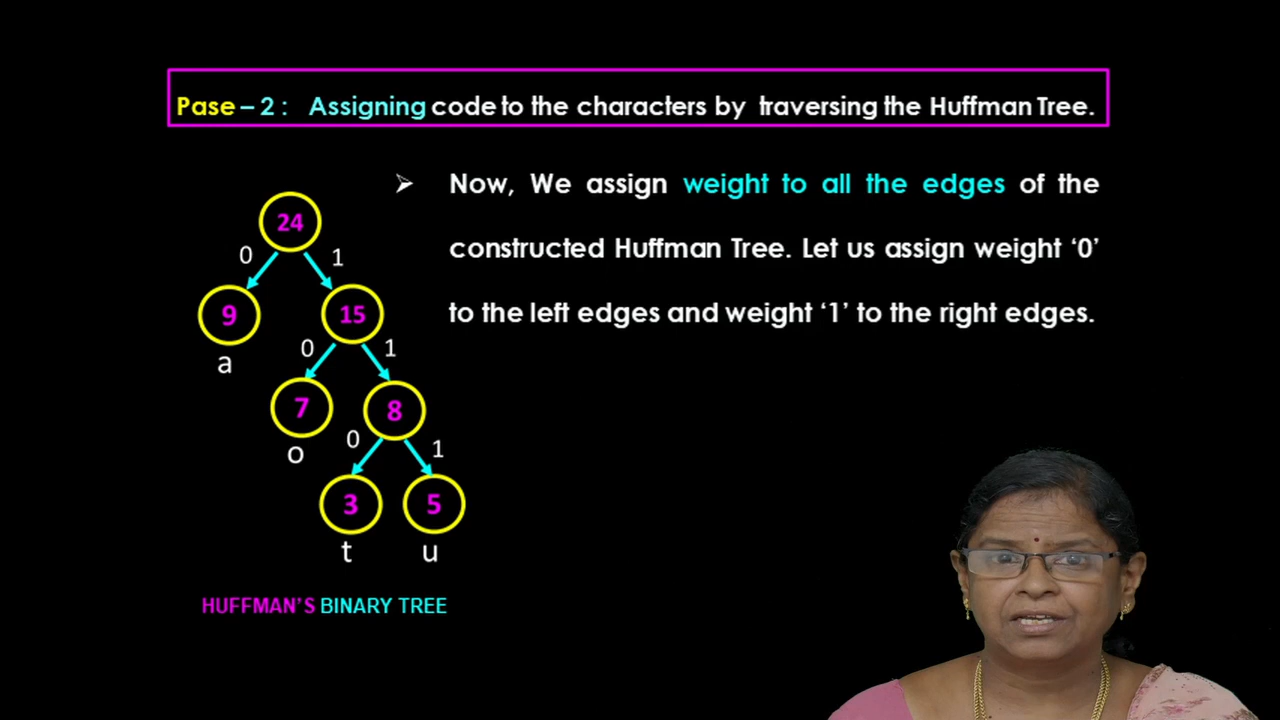 Pase – 2 : Assigning code to the characters by traversing the Huffman Tree.
➢ Now, We assign weight to all the edges of the
constructed Huffman Tree. Let us assign weight ‘0’
to the left edges and weight ‘1’ to the right edges.
24
0 1
9 15
a
0 1
7 8
o
0 1
3 5
t u
HUFFMAN’S BINARY TREE